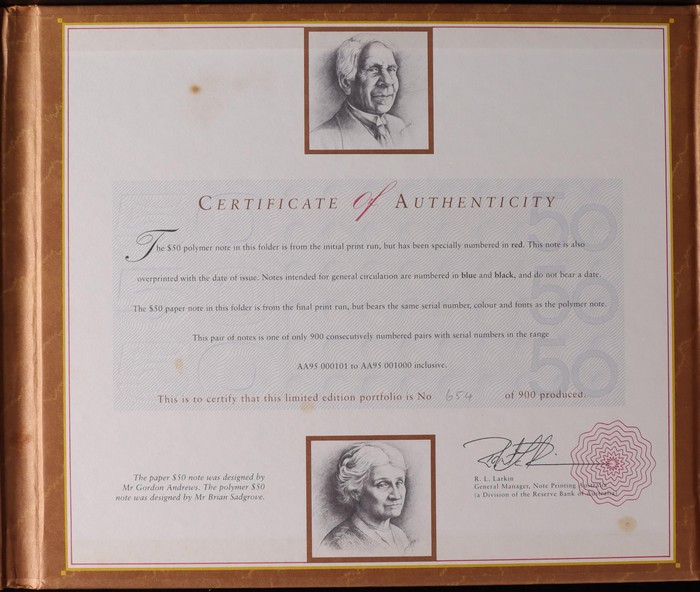 CERTIFICATE of AUTHENTICITY
The $50 polymer note in this folder is from the initial print run, but has been specially numbered in red. This note is also
overprinted with the date of issue. Notes intended for general circulation are numbered in blue and black, and do not bear a date.
The $50 paper note in this folder is from the final print run, but bears the same serial number, colour and fonts as the polymer note.
This pair of notes is one of only 900 consecutively numbered pairs with serial numbers in the range
AA95 000101 to AA95 001000 inclusive.
This is to certify that this limited edition portfolio is No 654 of 900 produced.
The paper $50 note was designed by
Mr Gordon Andrews. The polymer $50
note was designed by Mr Brian Sadgrove.
R. L. Larkin
General Manager, Note Printing Australia
(a Division of the Reserve Bank of Australia)
50
50
50